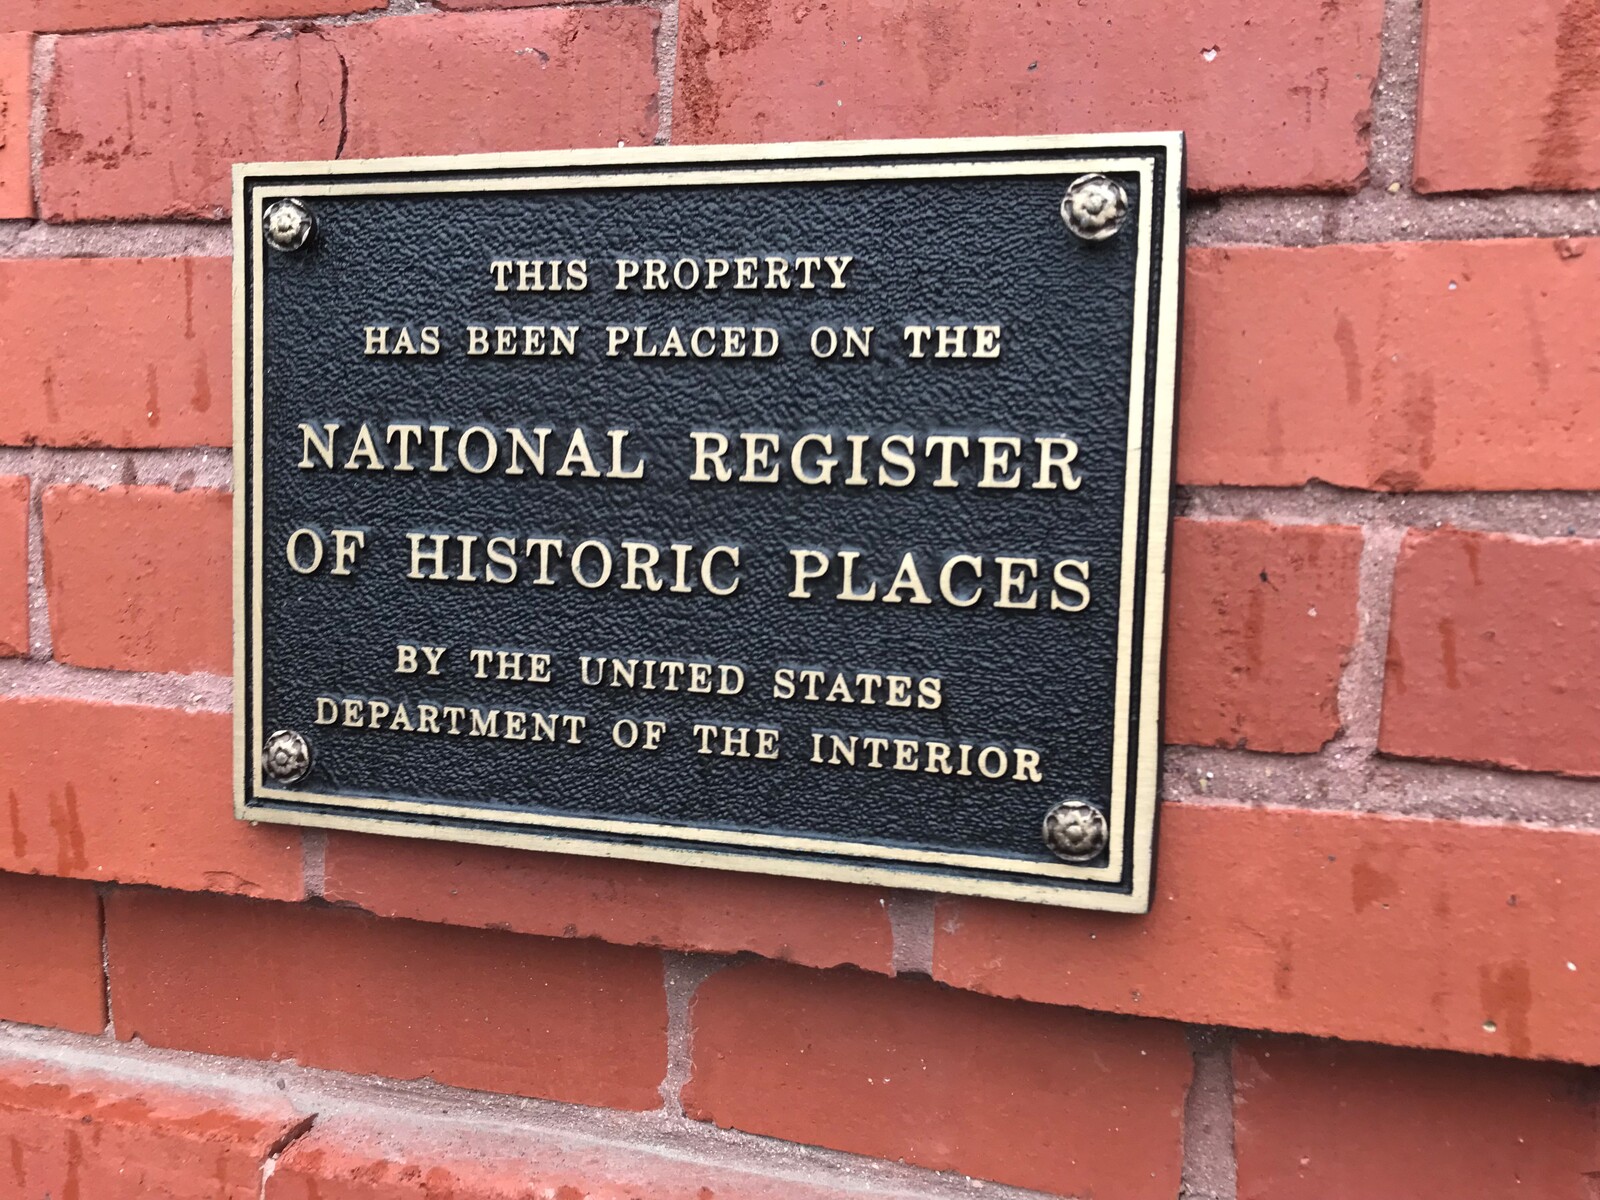 THIS PROPERTY
HAS BEEN PLACED ON THE
NATIONAL REGISTER
OF HISTORIC PLACES
BY THE UNITED STATES
DEPARTMENT OF THE INTERIOR